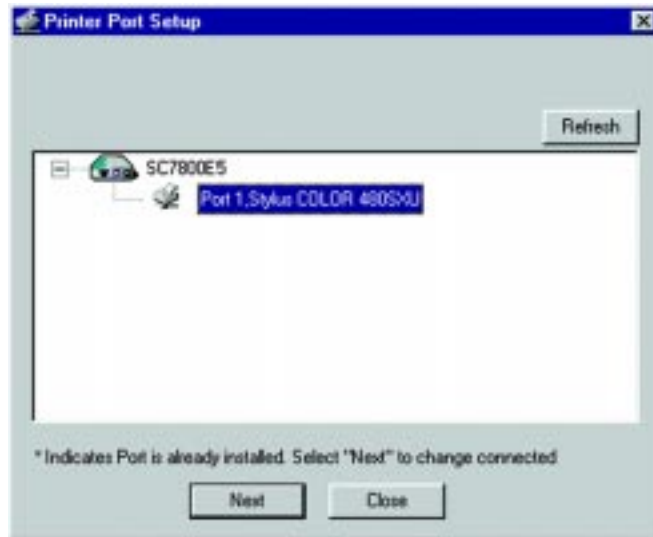 Printer Port Setup
Refresh
SC7800E5
Port 1,Stylus COLOR 480SXU
* Indicates Port is already installed. Select "Next" to change connected
Next
Close